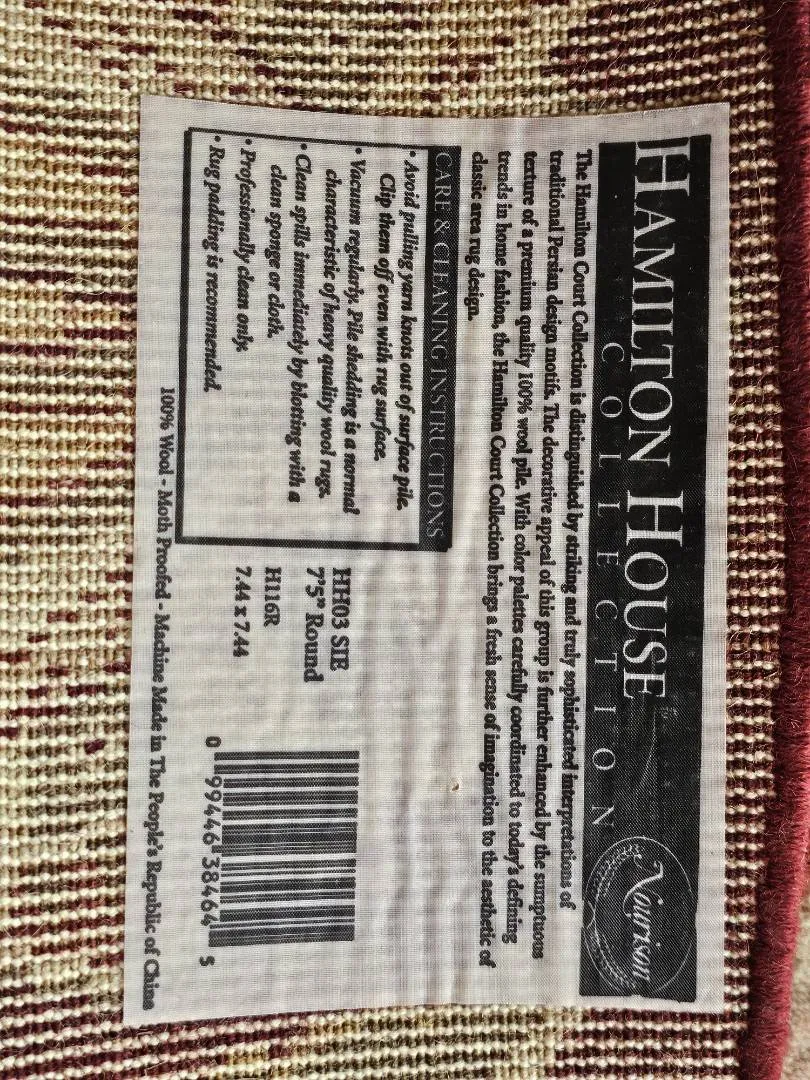 HAMILTON HOUSE
COLLECTION
Nourison
The Hamilton Court Collection is distinguished by striking and truly sophisticated interpretations of
traditional Persian design motifs. The decorative appeal of this group is further enhanced by the sumptuous
texture of a premium quality 100% wool pile. With color palettes carefully coordinated to today's defining
trends in home fashion, the Hamilton Court Collection brings a fresh sense of imagination to the aesthetic of
classic area rug design.
CARE & CLEANING INSTRUCTIONS
• Avoid pulling yarn knots out of surface pile.
Clip them off even with rug surface.
• Vacuum regularly. Pile shedding is a normal
characteristic of heavy quality wool rugs.
• Clean spills immediately by blotting with a
clean sponge or cloth.
• Professionally clean only.
• Rug padding is recommended.
HH03 SIE
7'5" Round
H116R
7.44 x 7.44
0 99446 38464 5
100% Wool - Moth Proofed - Machine Made in The People's Republic of China